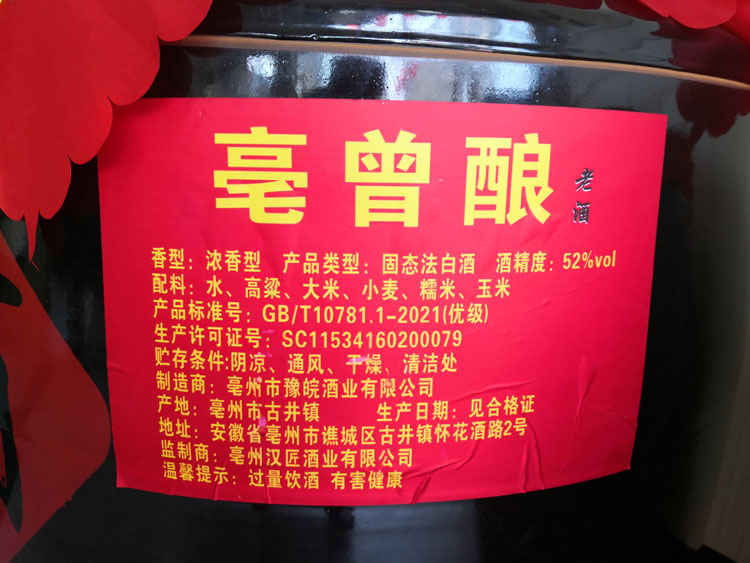 亳曾酿 老酒
香型：浓香型 产品类型：固态法白酒 酒精度：52%vol
配料：水、高粱、大米、小麦、糯米、玉米
产品标准号：GB/T10781.1-2021(优级)
生产许可证号：SC11534160200079
贮存条件:阴凉、通风、干燥、清洁处
制造商：亳州市豫皖酒业有限公司
产地：亳州市古井镇 生产日期：见合格证
地址：安徽省亳州市谯城区古井镇怀花酒路2号
监制商：亳州汉匠酒业有限公司
温馨提示：过量饮酒 有害健康